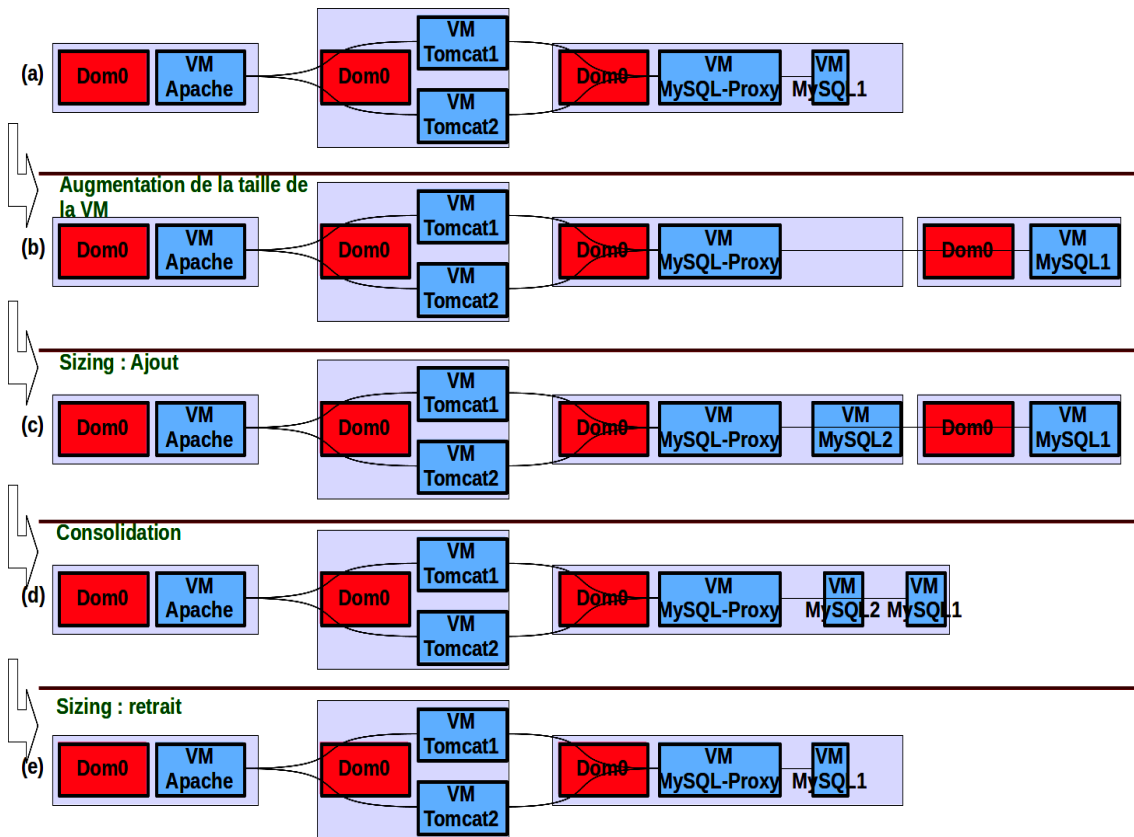 VM
Tomcat1
(a)
Dom0
VM
Apache
Dom0
Dom0
VM
MySQL-Proxy
VM
MySQL1
VM
Tomcat2
Augmentation de la taille de
la VM
VM
Tomcat1
(b)
Dom0
VM
Apache
Dom0
Dom0
VM
MySQL-Proxy
Dom0
VM
MySQL1
VM
Tomcat2
Sizing : Ajout
VM
Tomcat1
(c)
Dom0
VM
Apache
Dom0
Dom0
VM
MySQL-Proxy
VM
MySQL2
Dom0
VM
MySQL1
VM
Tomcat2
Consolidation
VM
Tomcat1
(d)
Dom0
VM
Apache
Dom0
Dom0
VM
MySQL-Proxy
VM
MySQL2
VM
MySQL1
VM
Tomcat2
Sizing : retrait
VM
Tomcat1
(e)
Dom0
VM
Apache
Dom0
Dom0
VM
MySQL-Proxy
VM
MySQL1
VM
Tomcat2